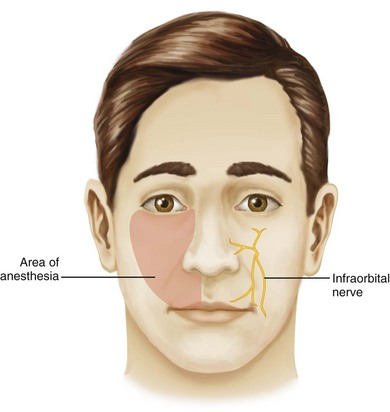 Area of
anesthesia
Infraorbital
nerve